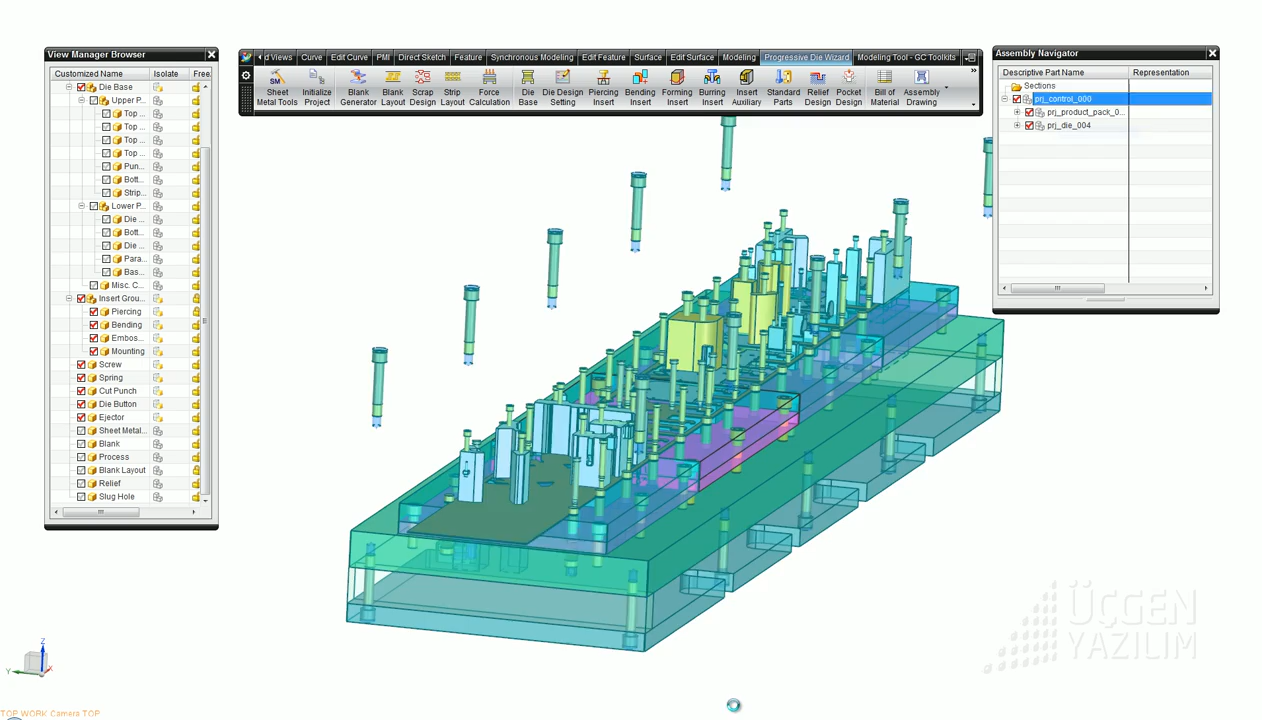 View Manager Browser
Customized Name Isolate Free.
Die Base
Upper P...
Top ...
Top ...
Top ...
Top ...
Pun...
Bott...
Strip...
Lower P...
Die ...
Bott...
Die ...
Para...
Bas...
Misc. C...
Insert Grou...
Piercing
Bending
Embos...
Mounting
Screw
Spring
Cut Punch
Die Button
Ejector
Sheet Metal...
Blank
Process
Blank Layout
Relief
Slug Hole
d Views Curve Edit Curve PMI Direct Sketch Feature Synchronous Modeling Edit Feature Surface Edit Surface Modeling Progressive Die Wizard Modeling Tool - GC Toolkits
SM
Sheet Metal Tools
Initialize Project
Blank Generator
Blank Layout
Scrap Design
Strip Layout
Force Calculation
Die Base
Die Design Setting
Piercing Insert
Bending Insert
Forming Insert
Burring Insert
Insert Auxiliary
Standard Parts
Relief Design
Pocket Design
Bill of Material
Assembly Drawing
Assembly Navigator
Descriptive Part Name Representation
Sections
prj_control_000
prj_product_pack_0...
prj_die_004
ÜÇGEN
YAZILIM
Z
Y
X
TOP WORK Camera TOP